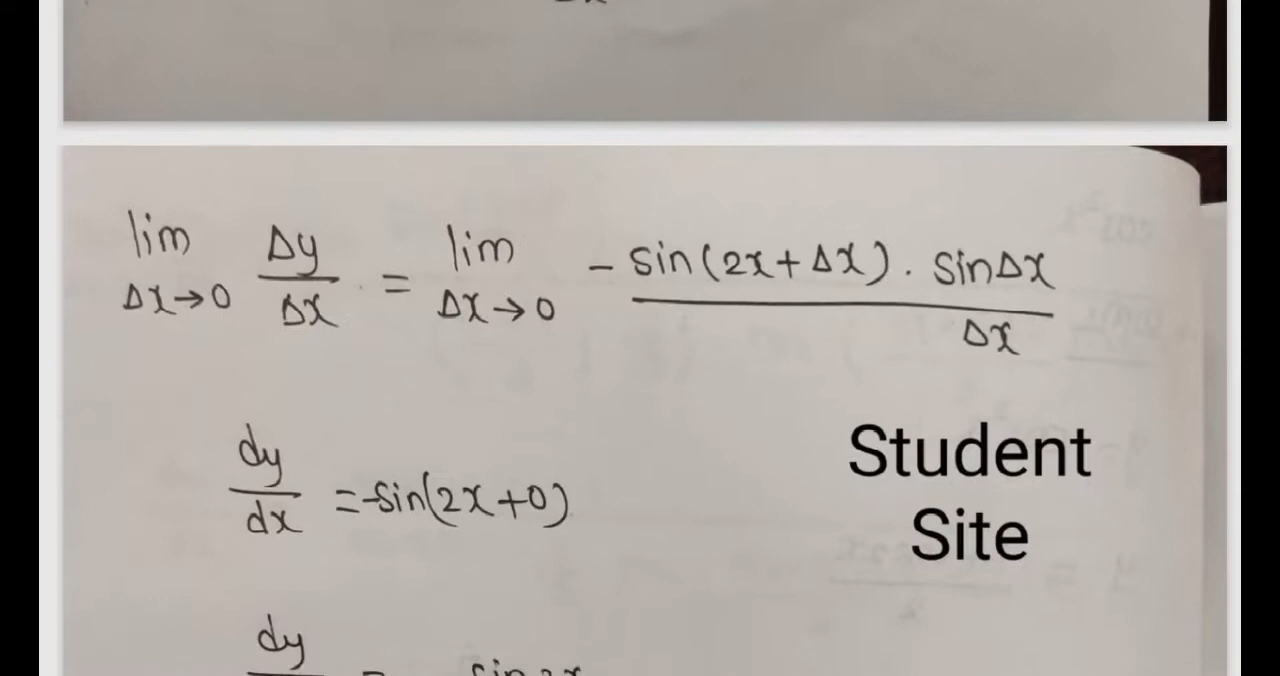 lim Δy/Δx = lim - sin(2x+Δx) . sinΔx / Δx
Δx→0 Δx→0
dy/dx = -sin(2x+0)
Student
Site
dy
= sin2x